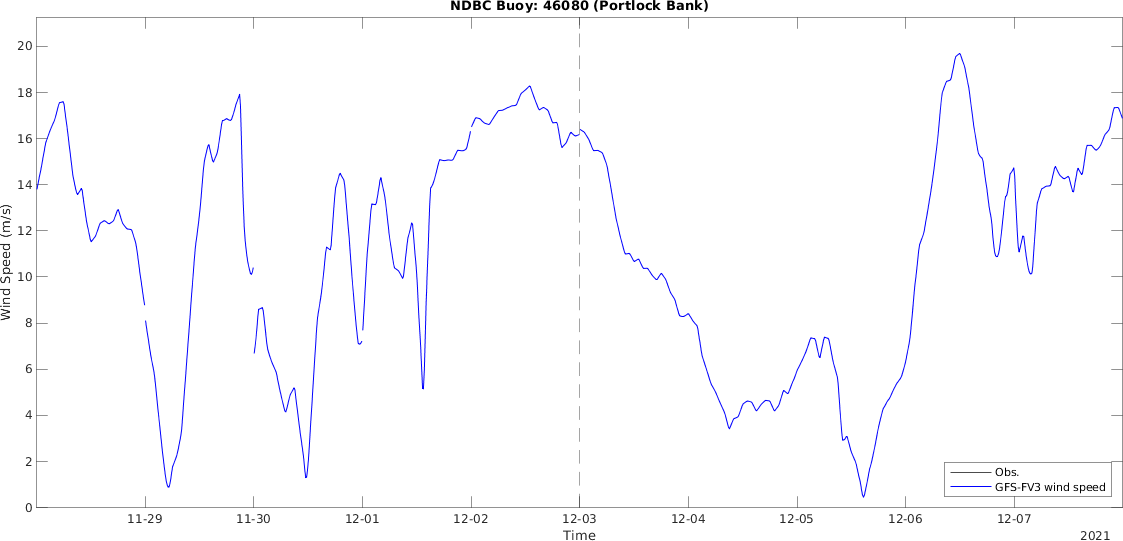 NDBC Buoy: 46080 (Portlock Bank)
20
18
16
14
12
10
8
6
4
2
0
Wind Speed (m/s)
Obs.
GFS-FV3 wind speed
11-29 11-30 12-01 12-02 12-03 12-04 12-05 12-06 12-07
Time
2021